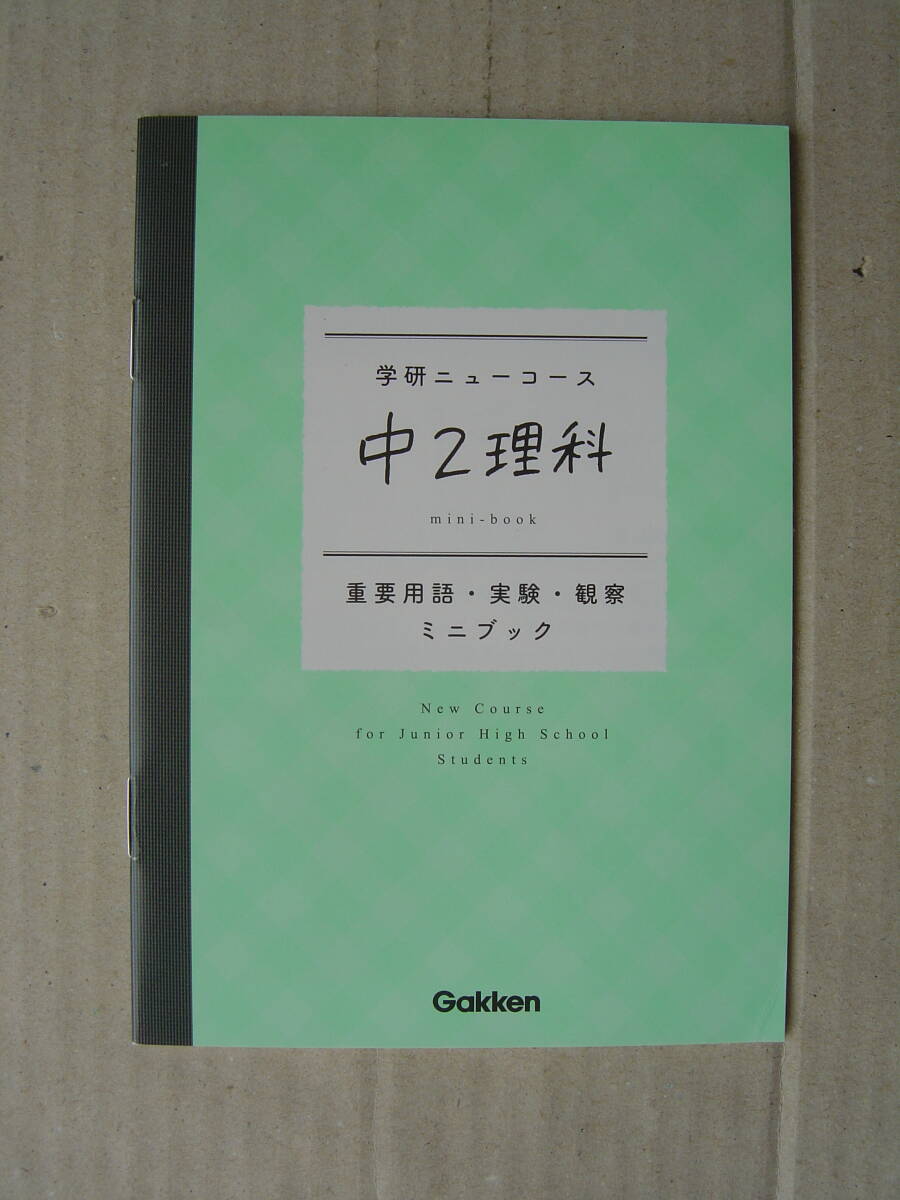 学研ニューコース
中2理科
mini-book
重要用語・実験・観察
ミニブック
New Course
for Junior High School
Students
Gakken